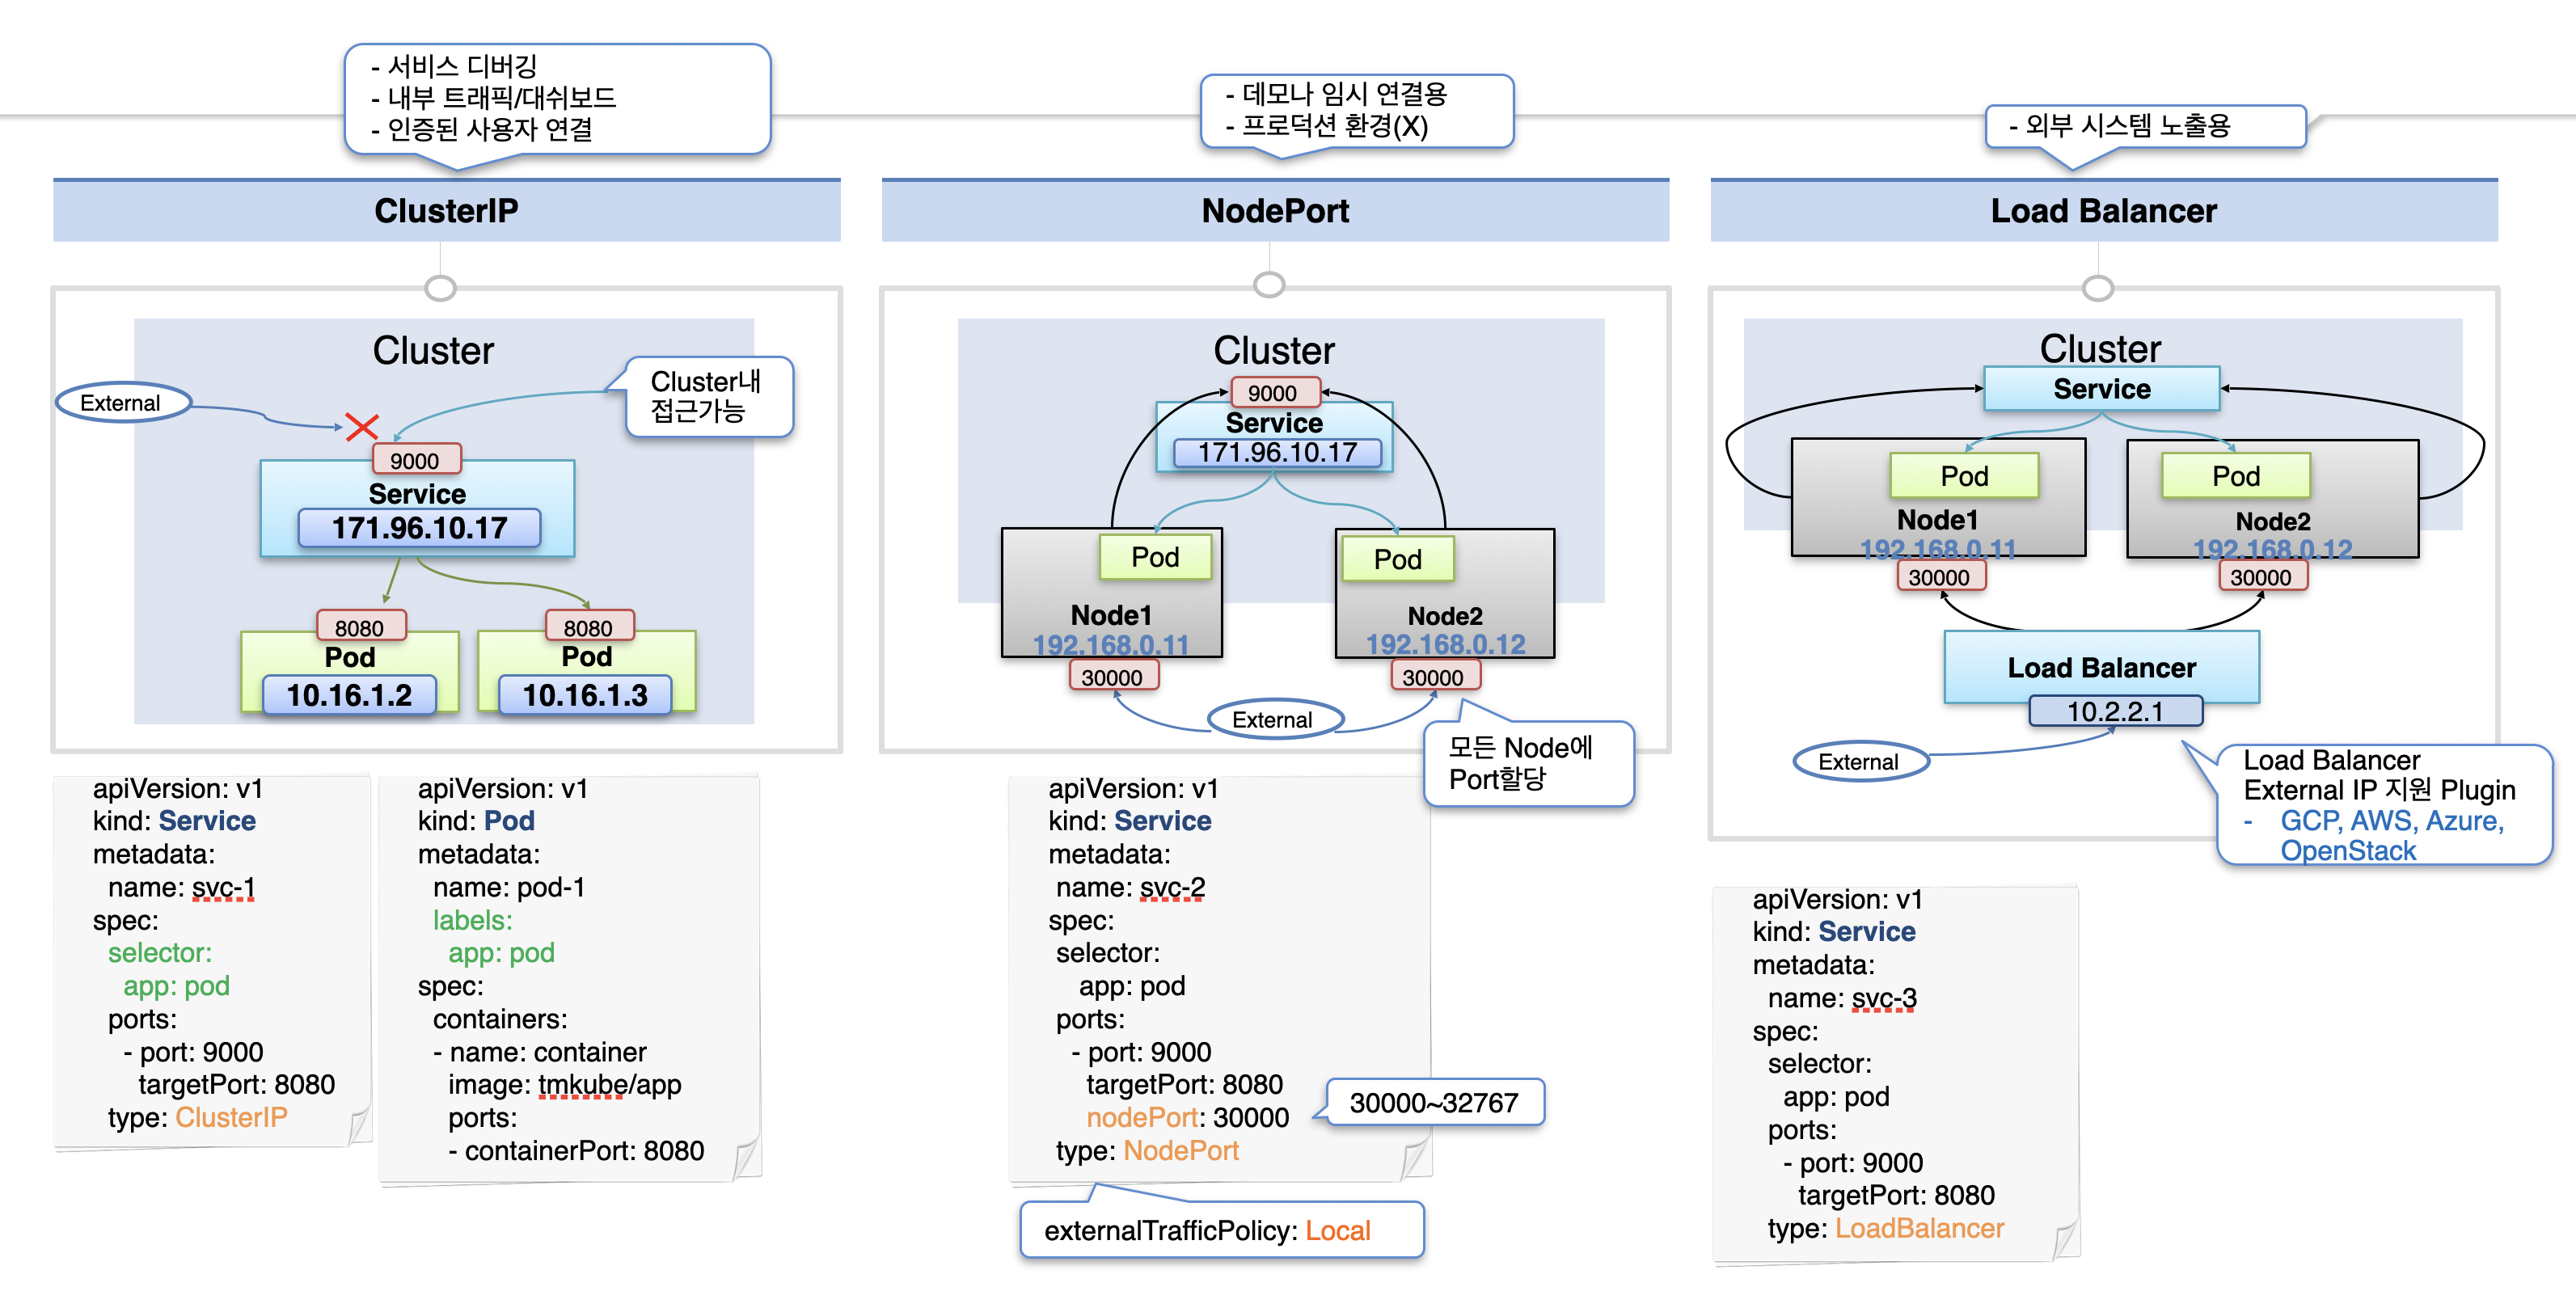 - 서비스 디버깅
- 내부 트래픽/대쉬보드
- 인증된 사용자 연결
ClusterIP
Cluster
External
Cluster내
접근가능
9000
Service
171.96.10.17
8080
8080
Pod
Pod
10.16.1.2
10.16.1.3
apiVersion: v1
kind: Service
metadata:
name: svc-1
spec:
selector:
app: pod
ports:
- port: 9000
targetPort: 8080
type: ClusterIP
apiVersion: v1
kind: Pod
metadata:
name: pod-1
labels:
app: pod
spec:
containers:
- name: container
image: tmkube/app
ports:
- containerPort: 8080
- 데모나 임시 연결용
- 프로덕션 환경(X)
NodePort
Cluster
9000
Service
171.96.10.17
Pod
Pod
Node1
Node2
192.168.0.11
192.168.0.12
30000
30000
External
모든 Node에
Port할당
apiVersion: v1
kind: Service
metadata:
name: svc-2
spec:
selector:
app: pod
ports:
- port: 9000
targetPort: 8080
nodePort: 30000
type: NodePort
30000~32767
externalTrafficPolicy: Local
- 외부 시스템 노출용
Load Balancer
Cluster
Service
Pod
Pod
Node1
Node2
192.168.0.11
192.168.0.12
30000
30000
Load Balancer
10.2.2.1
External
Load Balancer
External IP 지원 Plugin
- GCP, AWS, Azure,
OpenStack
apiVersion: v1
kind: Service
metadata:
name: svc-3
spec:
selector:
app: pod
ports:
- port: 9000
targetPort: 8080
type: LoadBalancer